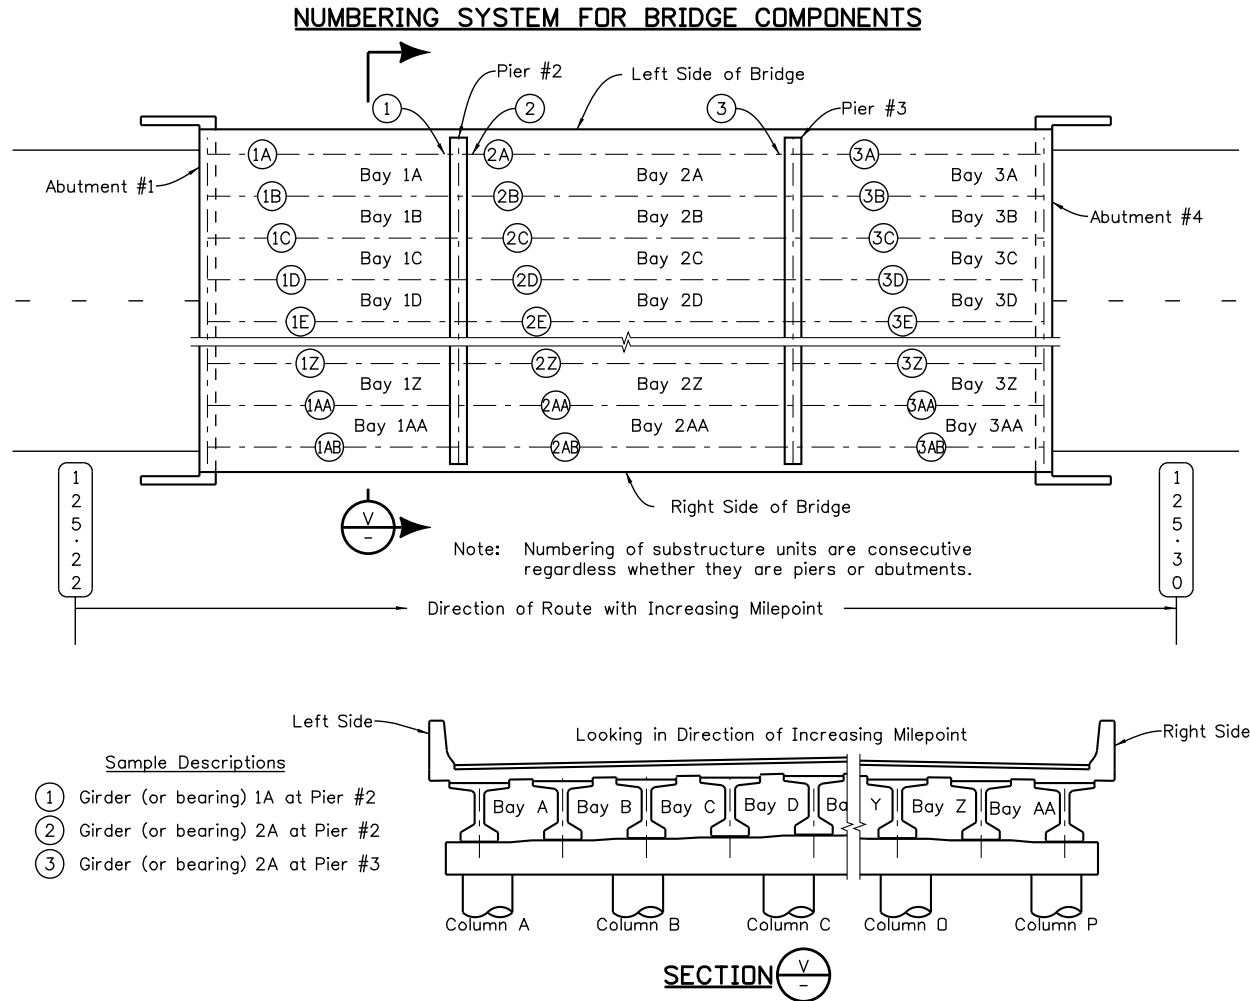 NUMBERING SYSTEM FOR BRIDGE COMPONENTS
Pier #2
Left Side of Bridge
1
2
3
Pier #3
1A
2A
3A
Abutment #1
Bay 1A
Bay 2A
Bay 3A
1B
2B
3B
Bay 1B
Bay 2B
Bay 3B
Abutment #4
1C
2C
3C
Bay 1C
Bay 2C
Bay 3C
1D
2D
3D
Bay 1D
Bay 2D
Bay 3D
1E
2E
3E
1Z
2Z
3Z
Bay 1Z
Bay 2Z
Bay 3Z
1AA
2AA
3AA
Bay 1AA
Bay 2AA
Bay 3AA
1AB
2AB
3AB
125.22
125.30
Right Side of Bridge
V
-
Note: Numbering of substructure units are consecutive
regardless whether they are piers or abutments.
Direction of Route with Increasing Milepoint
Left Side
Looking in Direction of Increasing Milepoint
Right Side
Sample Descriptions
1 Girder (or bearing) 1A at Pier #2
2 Girder (or bearing) 2A at Pier #2
3 Girder (or bearing) 2A at Pier #3
Bay A
Bay B
Bay C
Bay D
Ba
Y
Bay Z
Bay AA
Column A
Column B
Column C
Column O
Column P
SECTION V
-